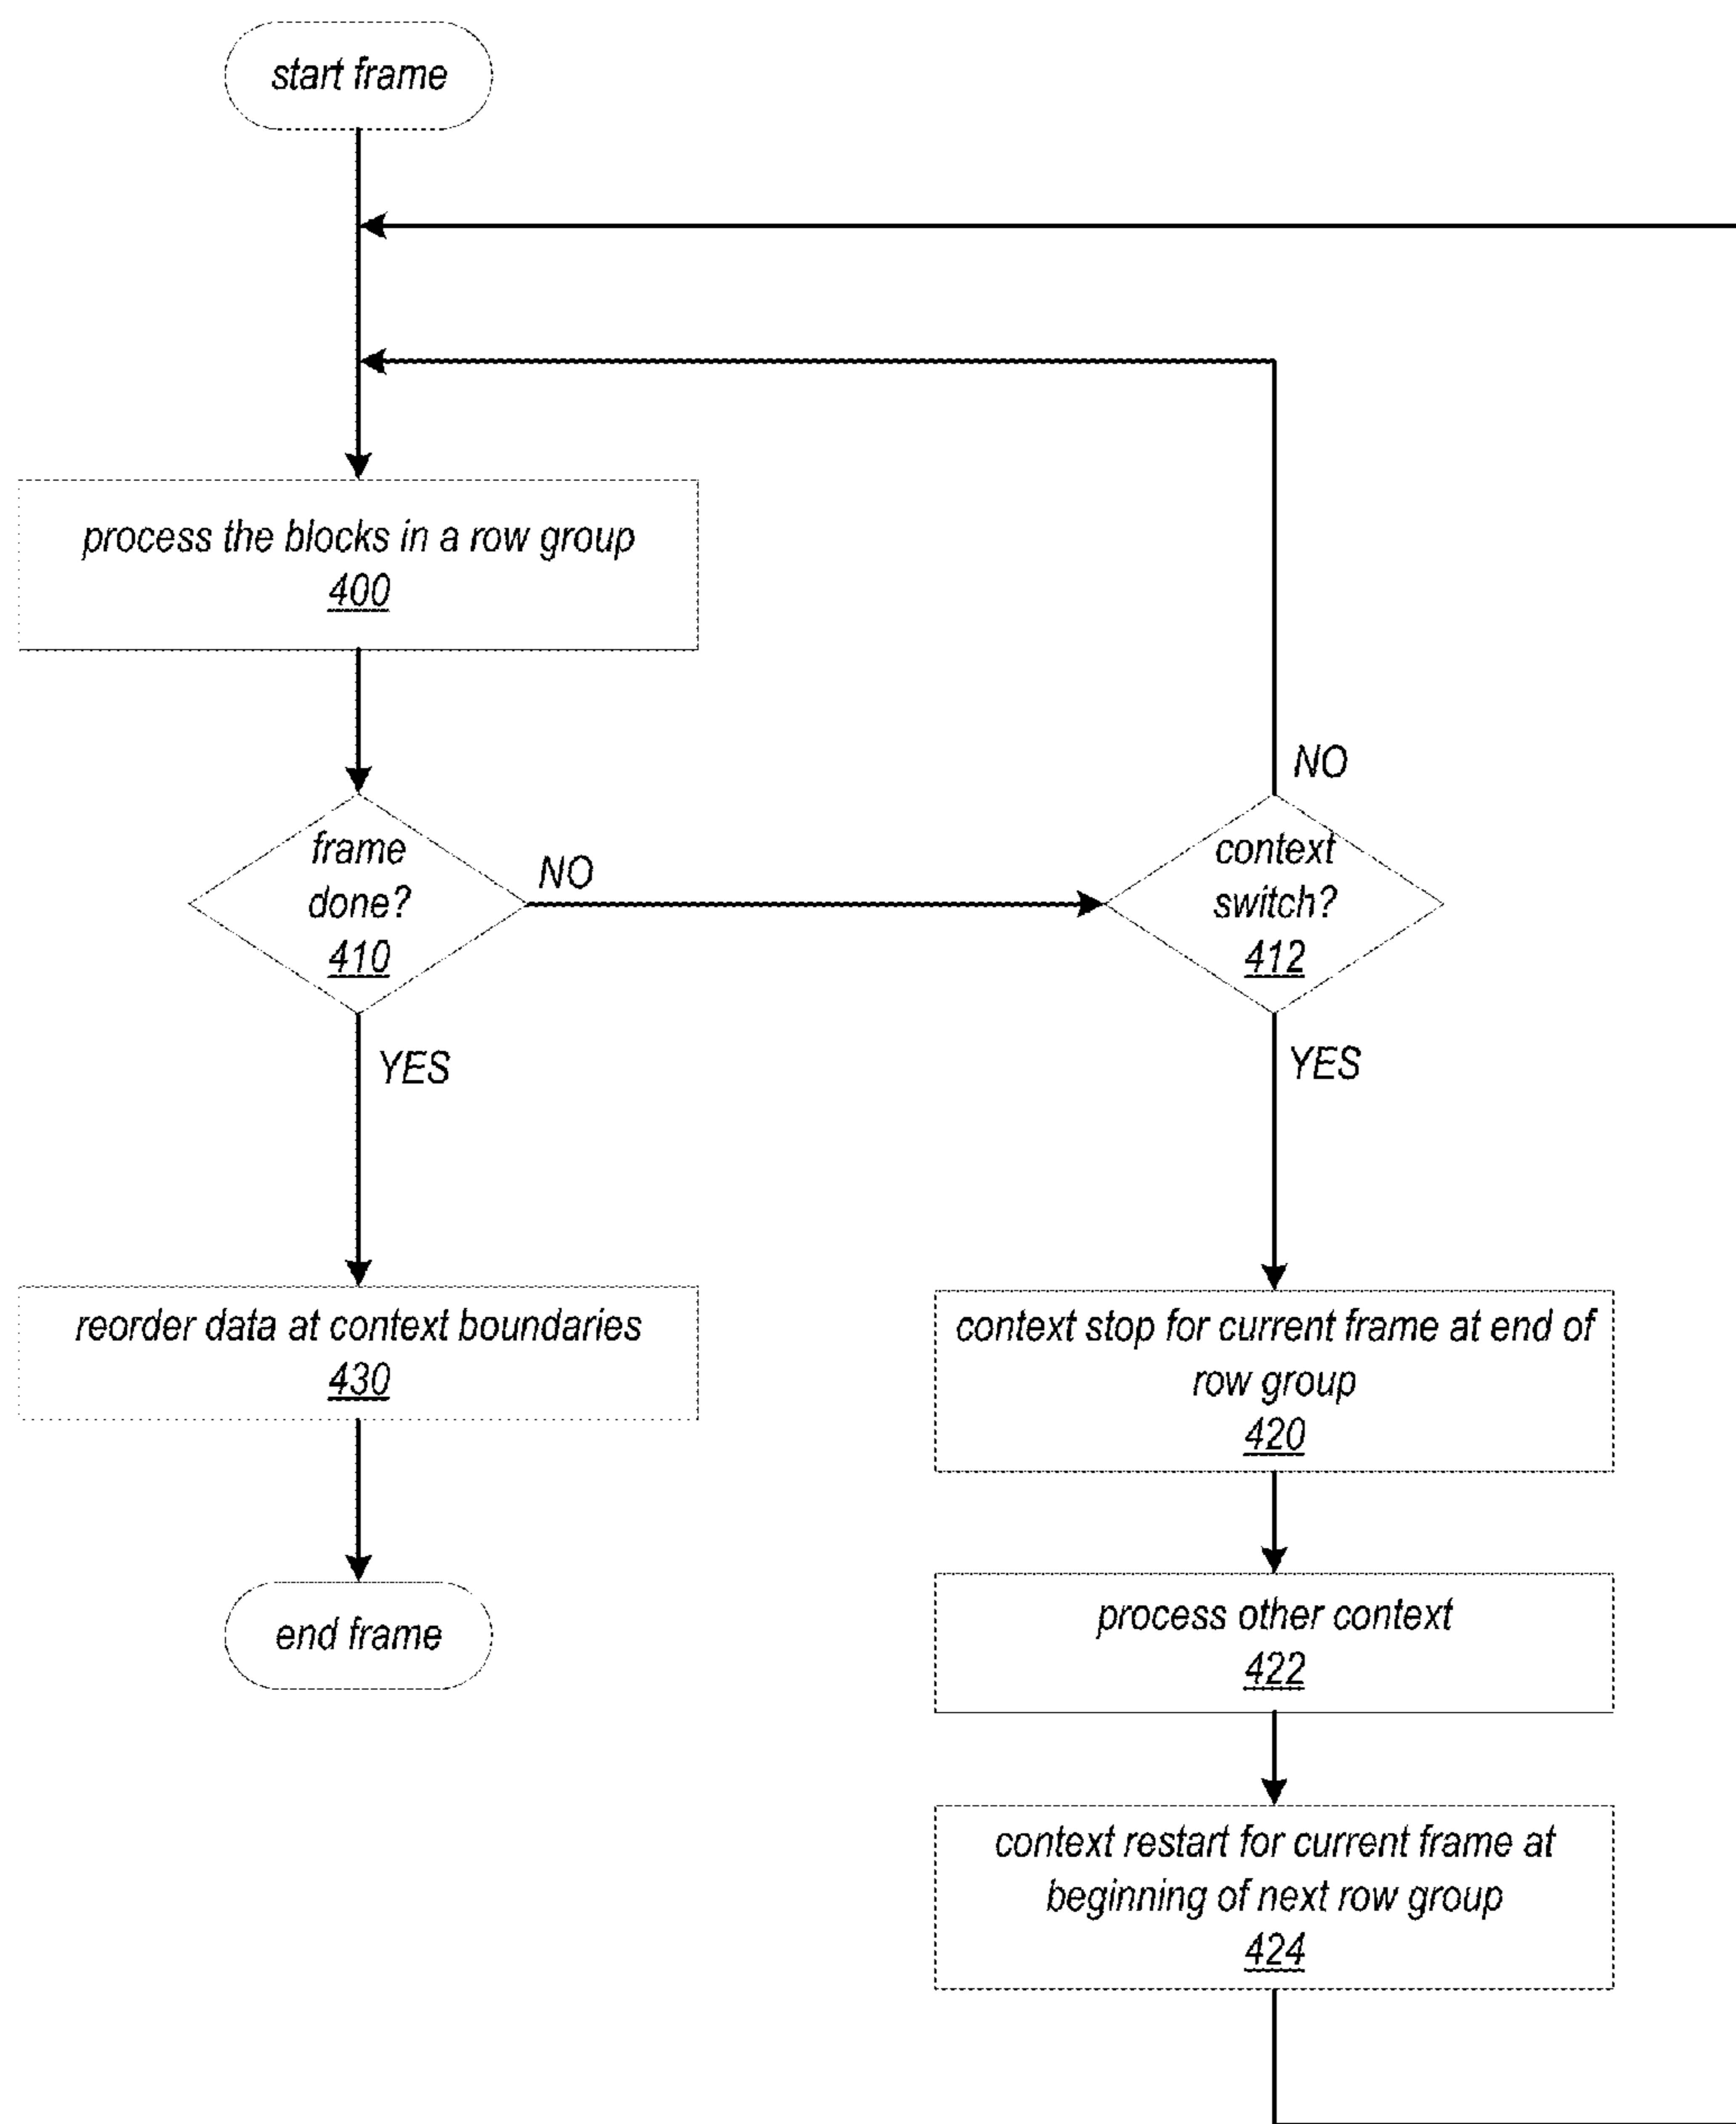 start frame
process the blocks in a row group
400
NO
frame
done?
410
NO
context
switch?
412
YES
YES
reorder data at context boundaries
430
context stop for current frame at end of
row group
420
end frame
process other context
422
context restart for current frame at
beginning of next row group
424